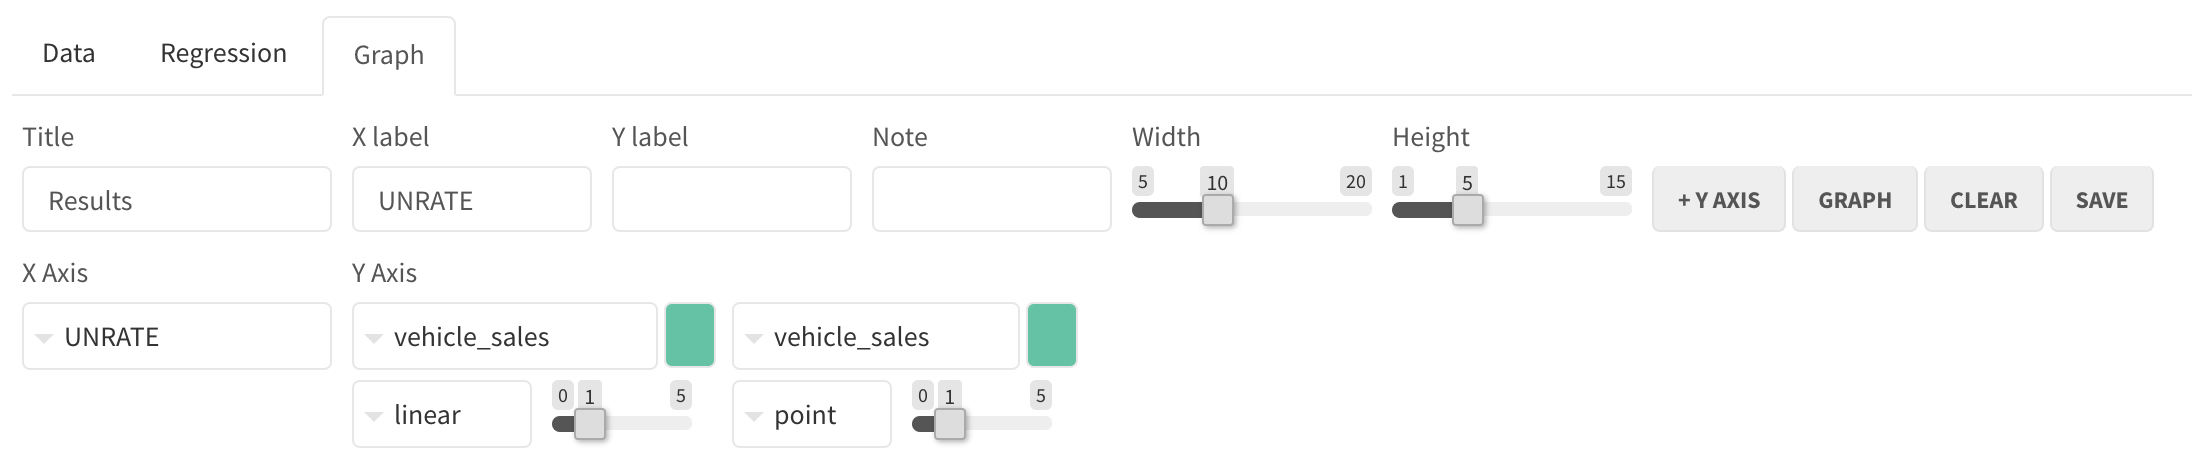 Data Regression Graph
Title X label Y label Note Width Height
5 10 20 1 5 15
Results UNRATE + Y AXIS GRAPH CLEAR SAVE
X Axis Y Axis
UNRATE vehicle_sales vehicle_sales
0 1 5 0 1 5
linear point